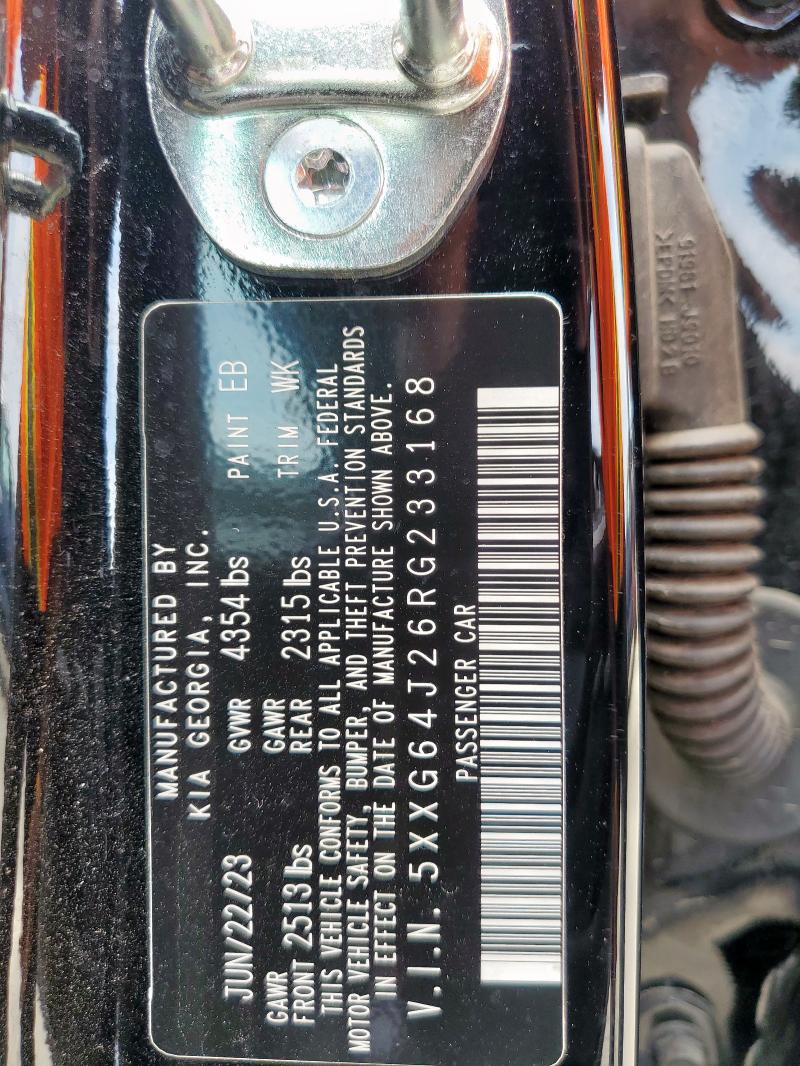 MANUFACTURED BY
KIA GEORGIA, INC.
JUN/22/23 GVWR 4354 lbs PAINT EB
GAWR FRONT 2513 lbs GAWR REAR 2315 lbs TRIM WK
THIS VEHICLE CONFORMS TO ALL APPLICABLE U.S.A. FEDERAL
MOTOR VEHICLE SAFETY, BUMPER, AND THEFT PREVENTION STANDARDS
IN EFFECT ON THE DATE OF MANUFACTURE SHOWN ABOVE.
V.I.N. 5XXG64J26RG233168
PASSENGER CAR